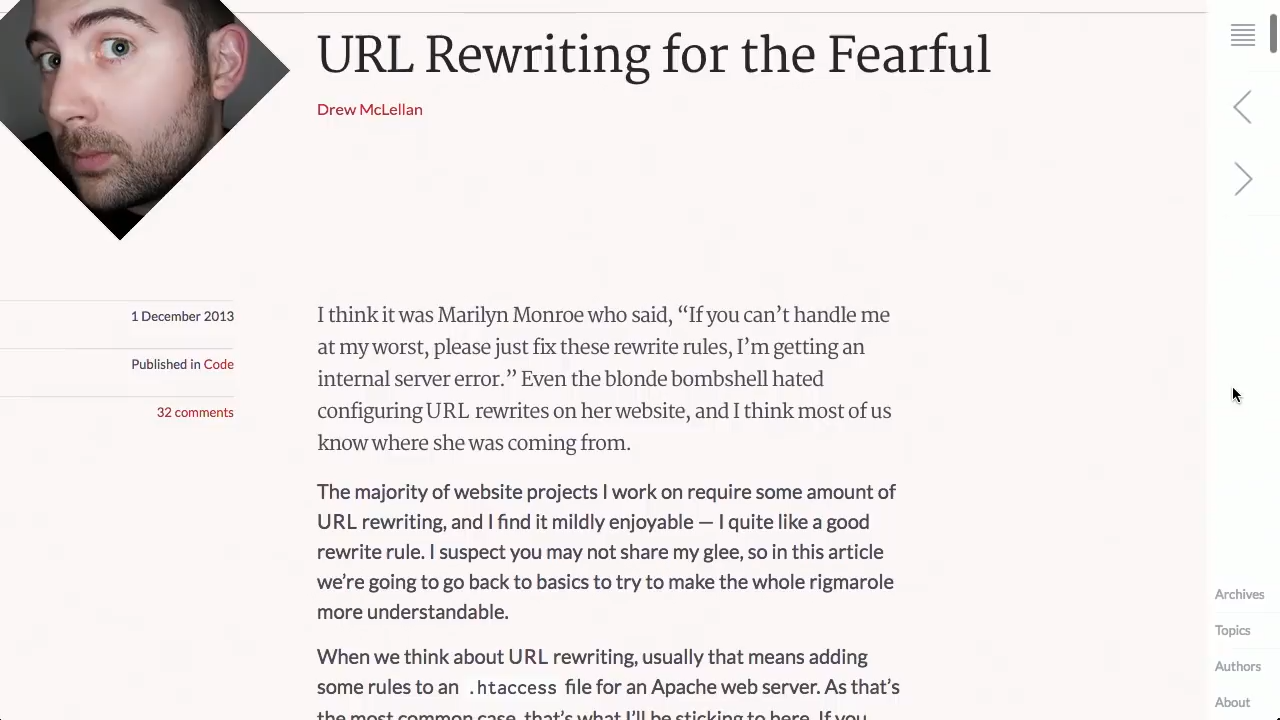 URL Rewriting for the Fearful
Drew McLellan
1 December 2013
Published in Code
32 comments
I think it was Marilyn Monroe who said, “If you can’t handle me
at my worst, please just fix these rewrite rules, I’m getting an
internal server error.” Even the blonde bombshell hated
configuring URL rewrites on her website, and I think most of us
know where she was coming from.
The majority of website projects I work on require some amount of
URL rewriting, and I find it mildly enjoyable — I quite like a good
rewrite rule. I suspect you may not share my glee, so in this article
we’re going to go back to basics to try to make the whole rigmarole
more understandable.
When we think about URL rewriting, usually that means adding
some rules to an .htaccess file for an Apache web server. As that’s
the most common case, that’s what I’ll be sticking to here. If you
Archives
Topics
Authors
About